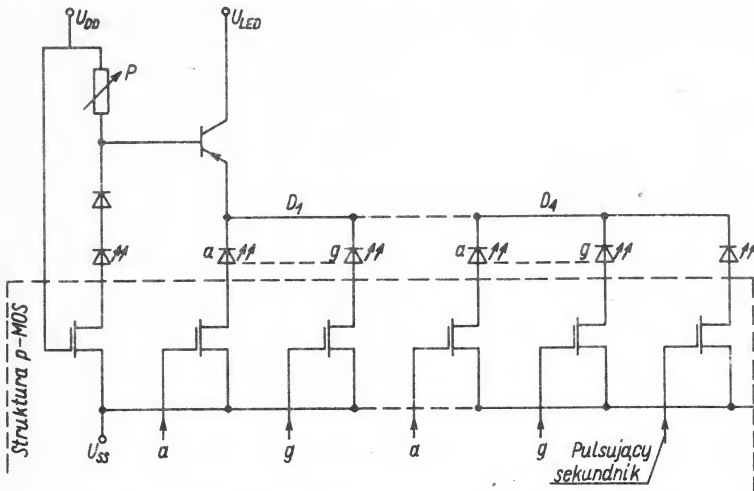 U_DD
U_LED
P
D_1
D_4
a
g
a
g
Struktura p-MOS
U_SS
a
g
a
g
Pulsujący
sekundnik